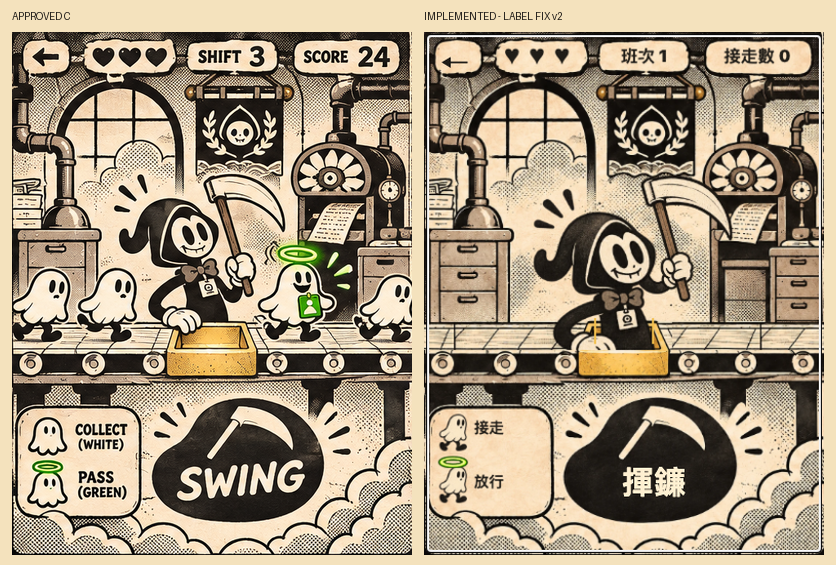 APPROVED C
IMPLEMENTED - LABEL FIX v2
SHIFT 3
SCORE 24
COLLECT
(WHITE)
PASS
(GREEN)
SWING
班次 1
接走數 0
接走
放行
揮鐮